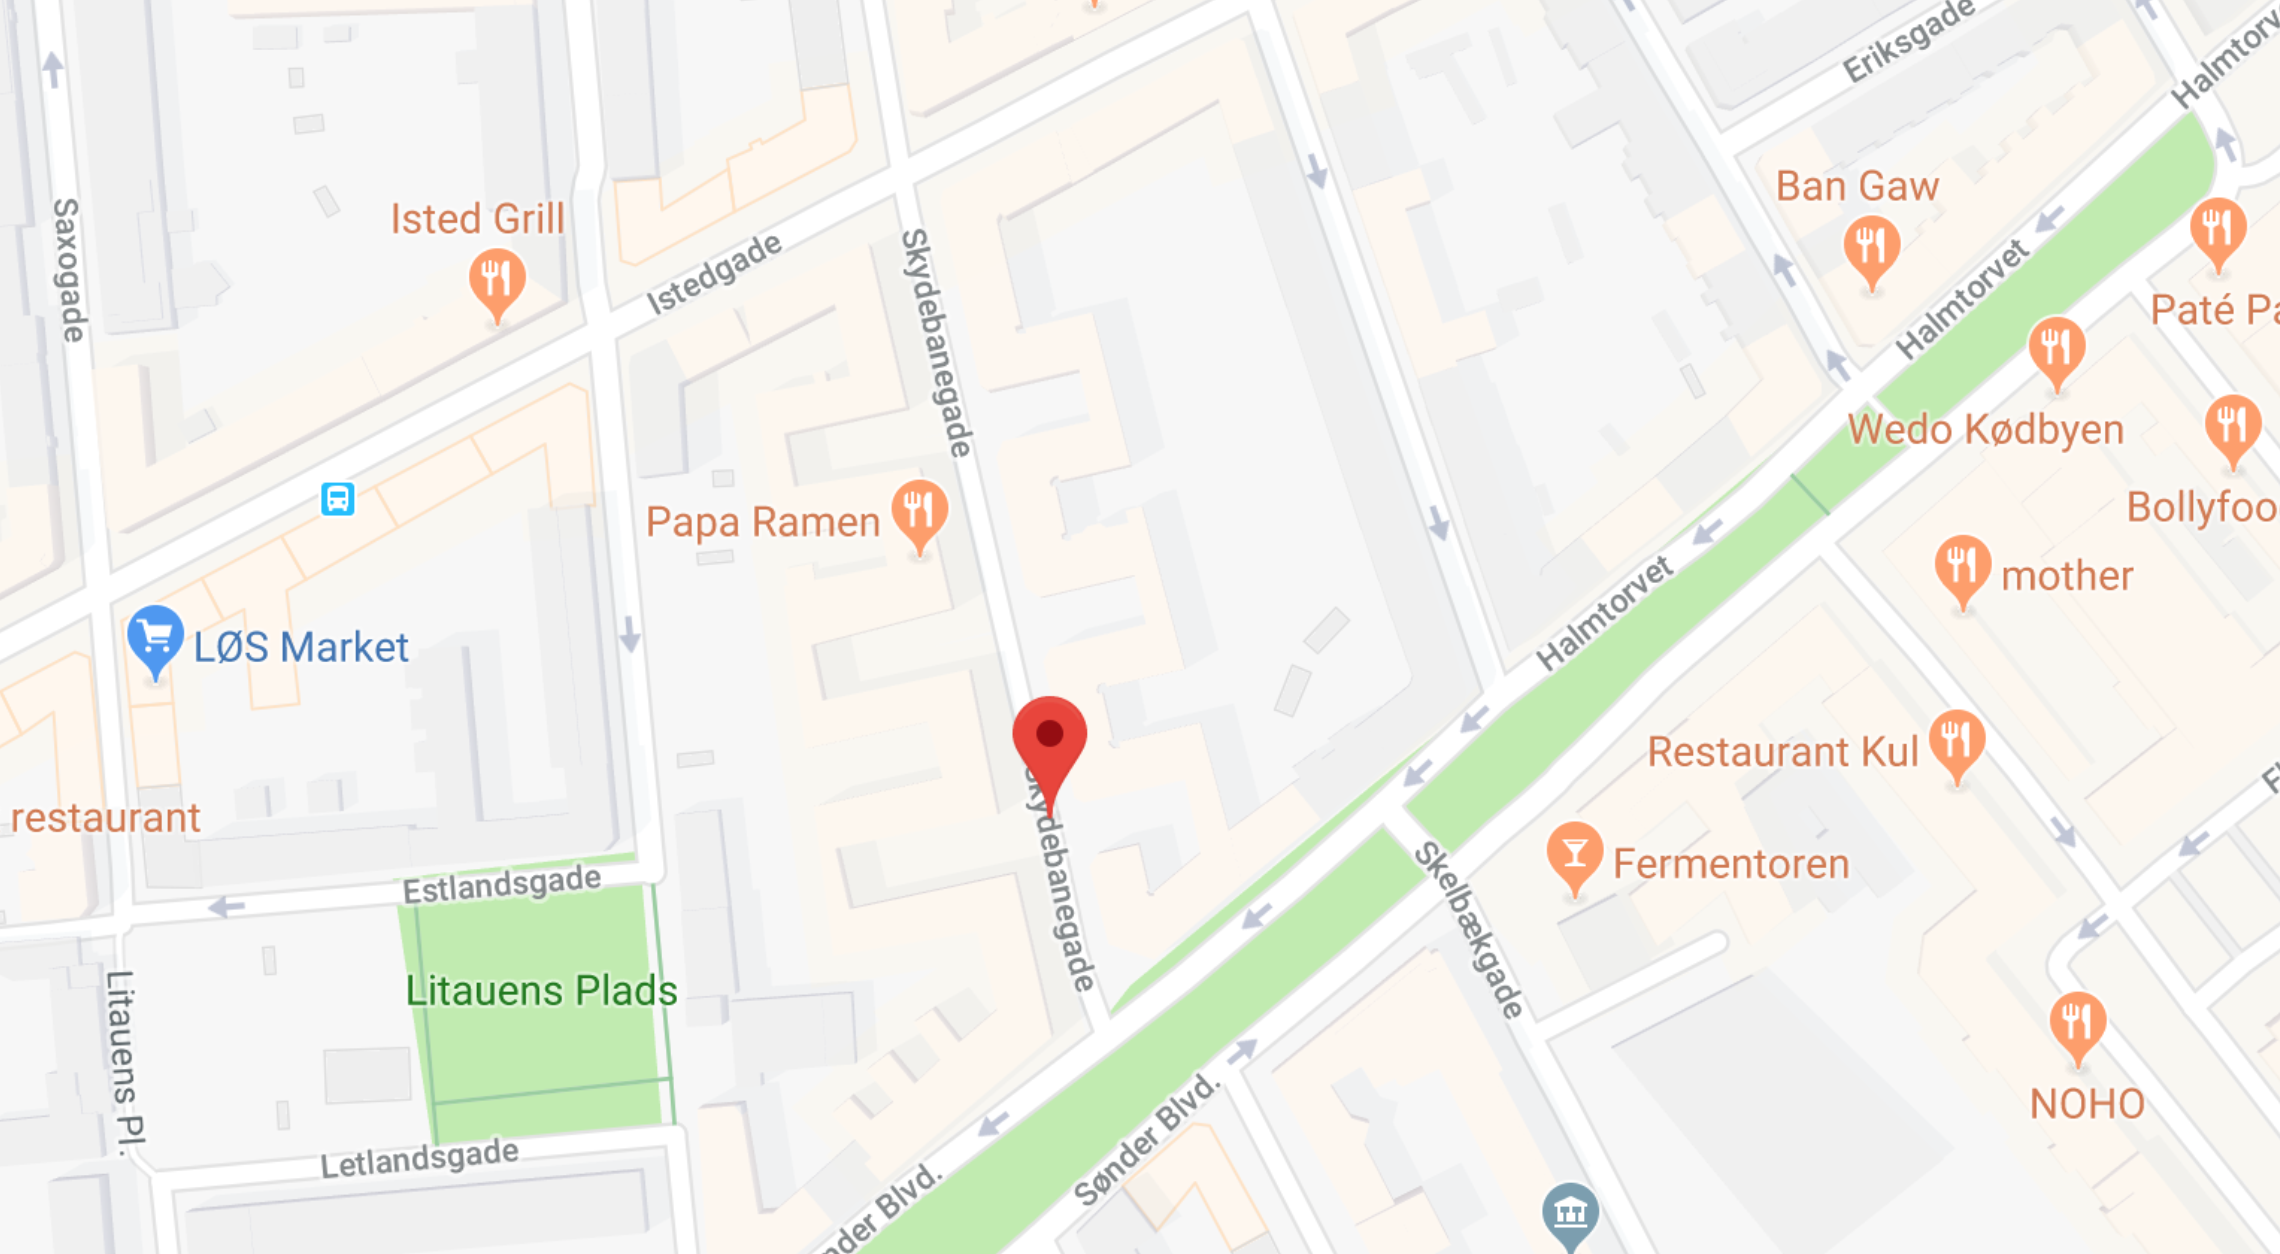 Eriksgade
Halmtorv
Saxogade
Isted Grill
Istedgade
Skydebanegade
Ban Gaw
Halmtorvet
Paté Pa
Wedo Kødbyen
Bollyfoo
Papa Ramen
mother
LØS Market
Halmtorvet
Restaurant Kul
restaurant
Skydebanegade
Fermentoren
Estlandsgade
Skelbækgade
Litauens Plads
Litauens Pl.
NOHO
Letlandsgade
Sønder Blvd.
nder Blvd.